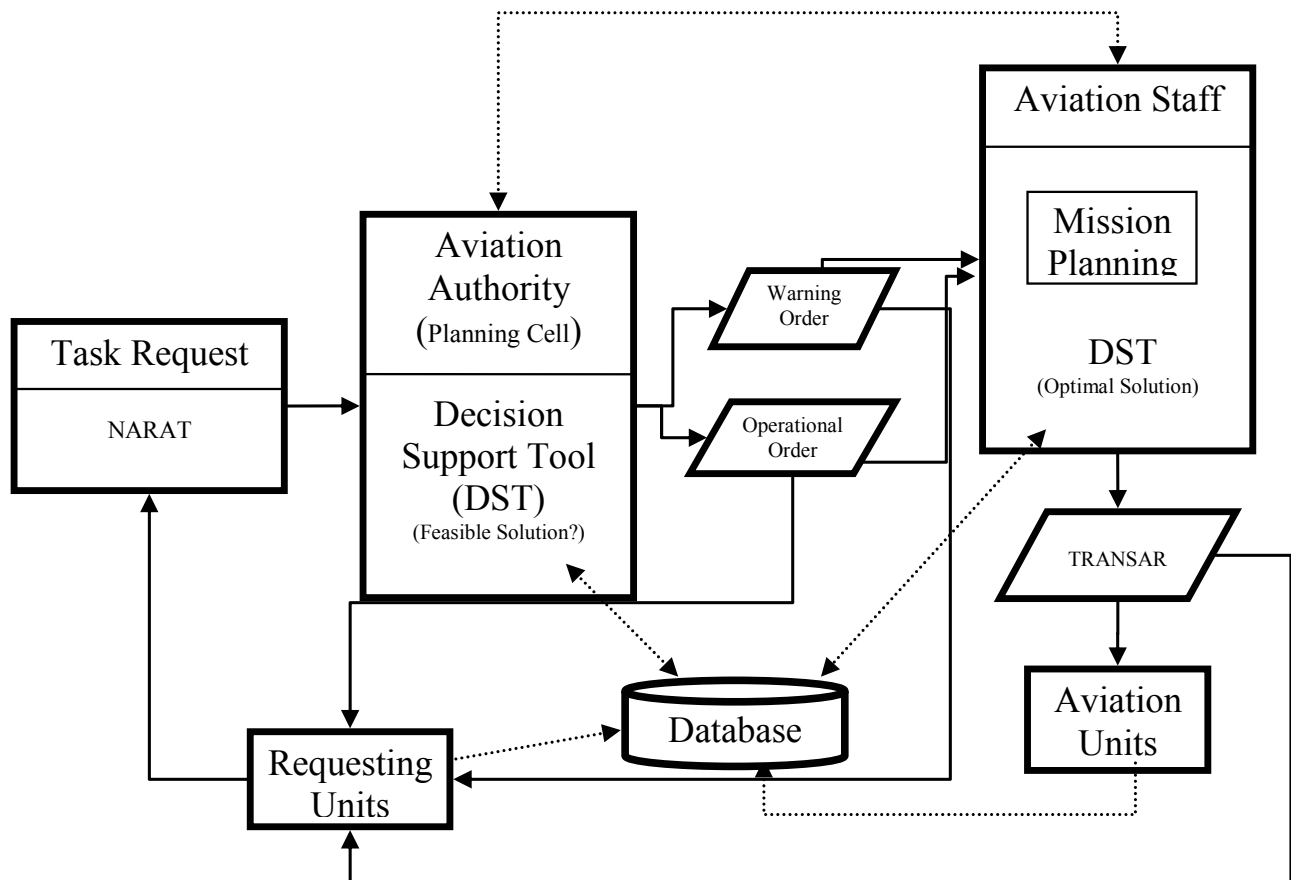 Aviation Staff
Mission
Planning
DST
(Optimal Solution)
Aviation
Authority
(Planning Cell)
Decision
Support Tool
(DST)
(Feasible Solution?)
Warning
Order
Operational
Order
Task Request
NARAT
TRANSAR
Aviation
Units
Database
Requesting
Units